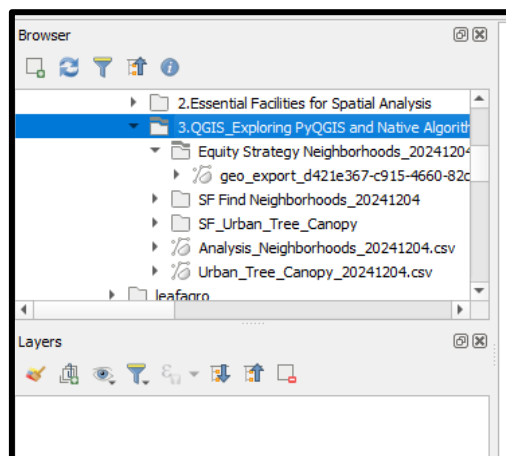 Browser
2.Essential Facilities for Spatial Analysis
3.QGIS_Exploring PyQGIS and Native Algorith
Equity Strategy Neighborhoods_20241204
geo_export_d421e367-c915-4660-82c
SF Find Neighborhoods_20241204
SF_Urban_Tree_Canopy
Analysis_Neighborhoods_20241204.csv
Urban_Tree_Canopy_20241204.csv
leafagro
Layers